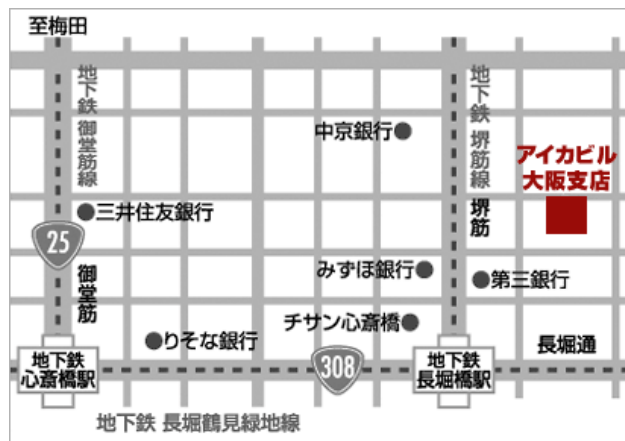 至梅田
地下鉄 御堂筋線
地下鉄 堺筋線
中京銀行
アイカビル
大阪支店
三井住友銀行
堺筋
25
みずほ銀行
第三銀行
御堂筋
チサン心斎橋
りそな銀行
長堀通
地下鉄
心斎橋駅
308
地下鉄
長堀橋駅
地下鉄 長堀鶴見緑地線